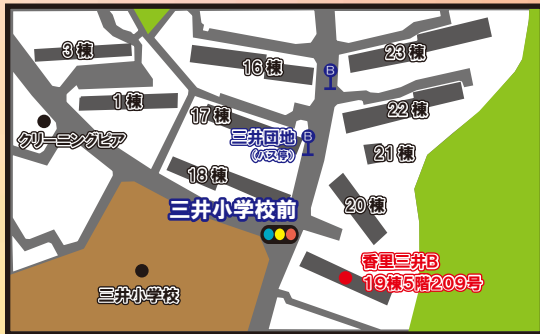 3棟
16棟
23棟
B
1棟
クリーニングピア
17棟
22棟
三井団地
B
(バス停)
21棟
18棟
三井小学校前
20棟
香里三井B
19棟5階209号
三井小学校